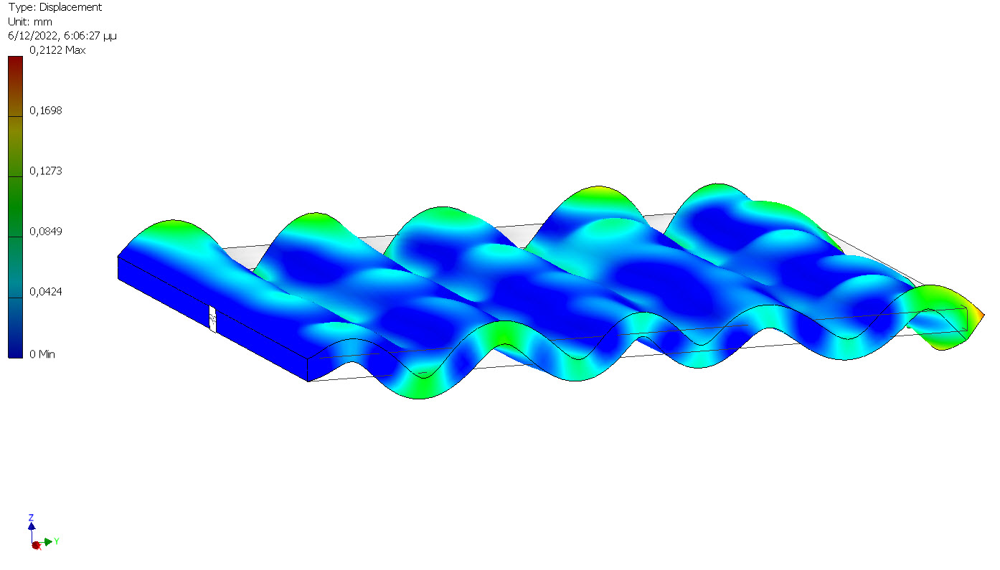 Type: Displacement
Unit: mm
6/12/2022, 6:06:27 μμ
0,2122 Max
0,1698
0,1273
0,0849
0,0424
0 Min
Z
Y
X